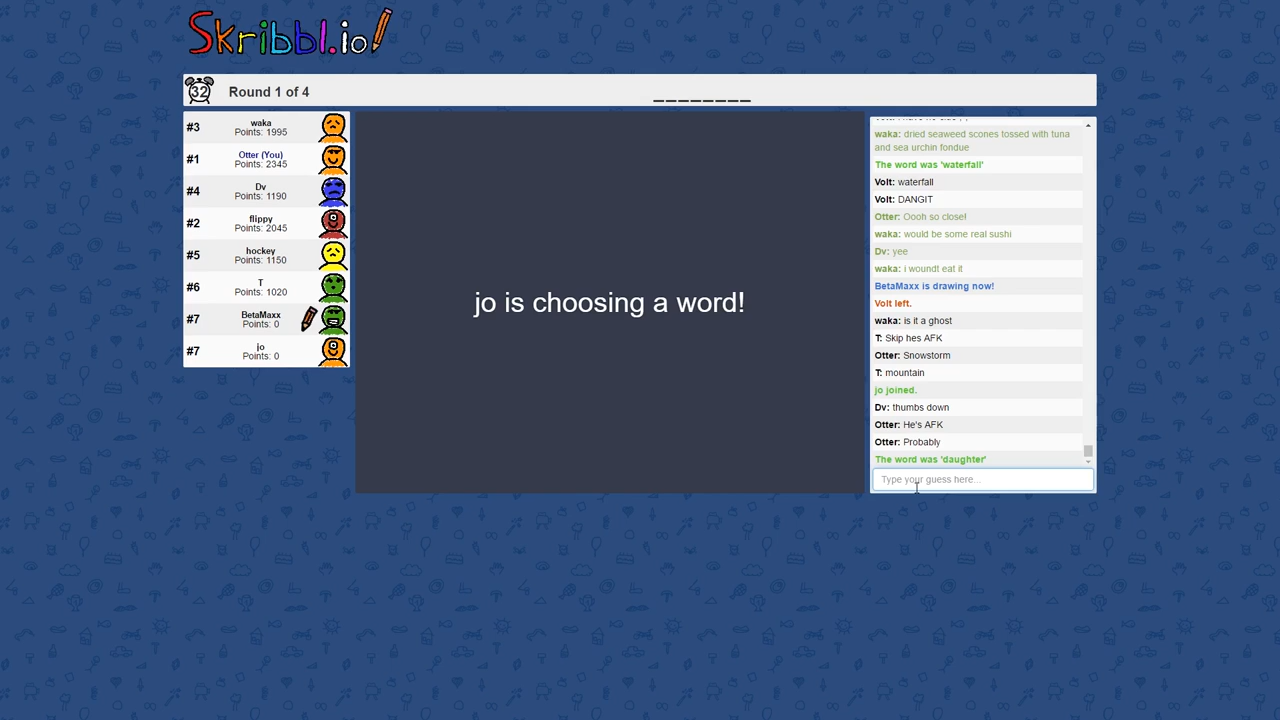 Skribbl.io!
32
Round 1 of 4
________
#3
waka
Points: 1995
#1
Otter (You)
Points: 2345
#4
Dv
Points: 1190
#2
flippy
Points: 2045
#5
hockey
Points: 1150
#6
T
Points: 1020
#7
BetaMaxx
Points: 0
#7
jo
Points: 0
jo is choosing a word!
waka: dried seaweed scones tossed with tuna
and sea urchin fondue
The word was 'waterfall'
Volt: waterfall
Volt: DANGIT
Otter: Oooh so close!
waka: would be some real sushi
Dv: yee
waka: i woundt eat it
BetaMaxx is drawing now!
Volt left.
waka: is it a ghost
T: Skip hes AFK
Otter: Snowstorm
T: mountain
jo joined.
Dv: thumbs down
Otter: He's AFK
Otter: Probably
The word was 'daughter'
Type your guess here...